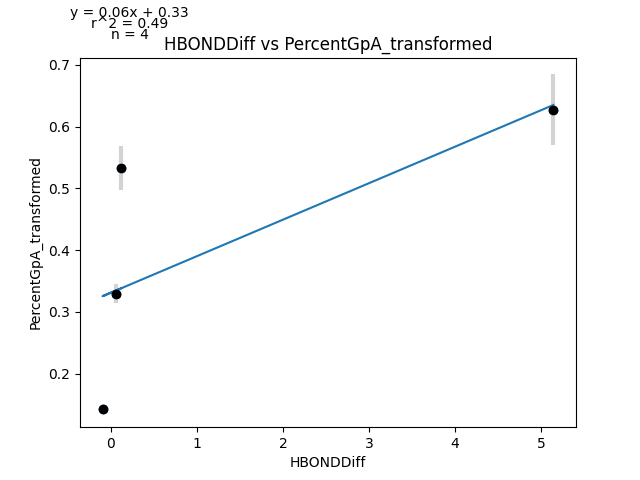 y = 0.06x + 0.33
r^2 = 0.49
n = 4
HBONDDiff vs PercentGpA_transformed
0.7
0.6
0.5
0.4
0.3
0.2
PercentGpA_transformed
0 1 2 3 4 5
HBONDDiff